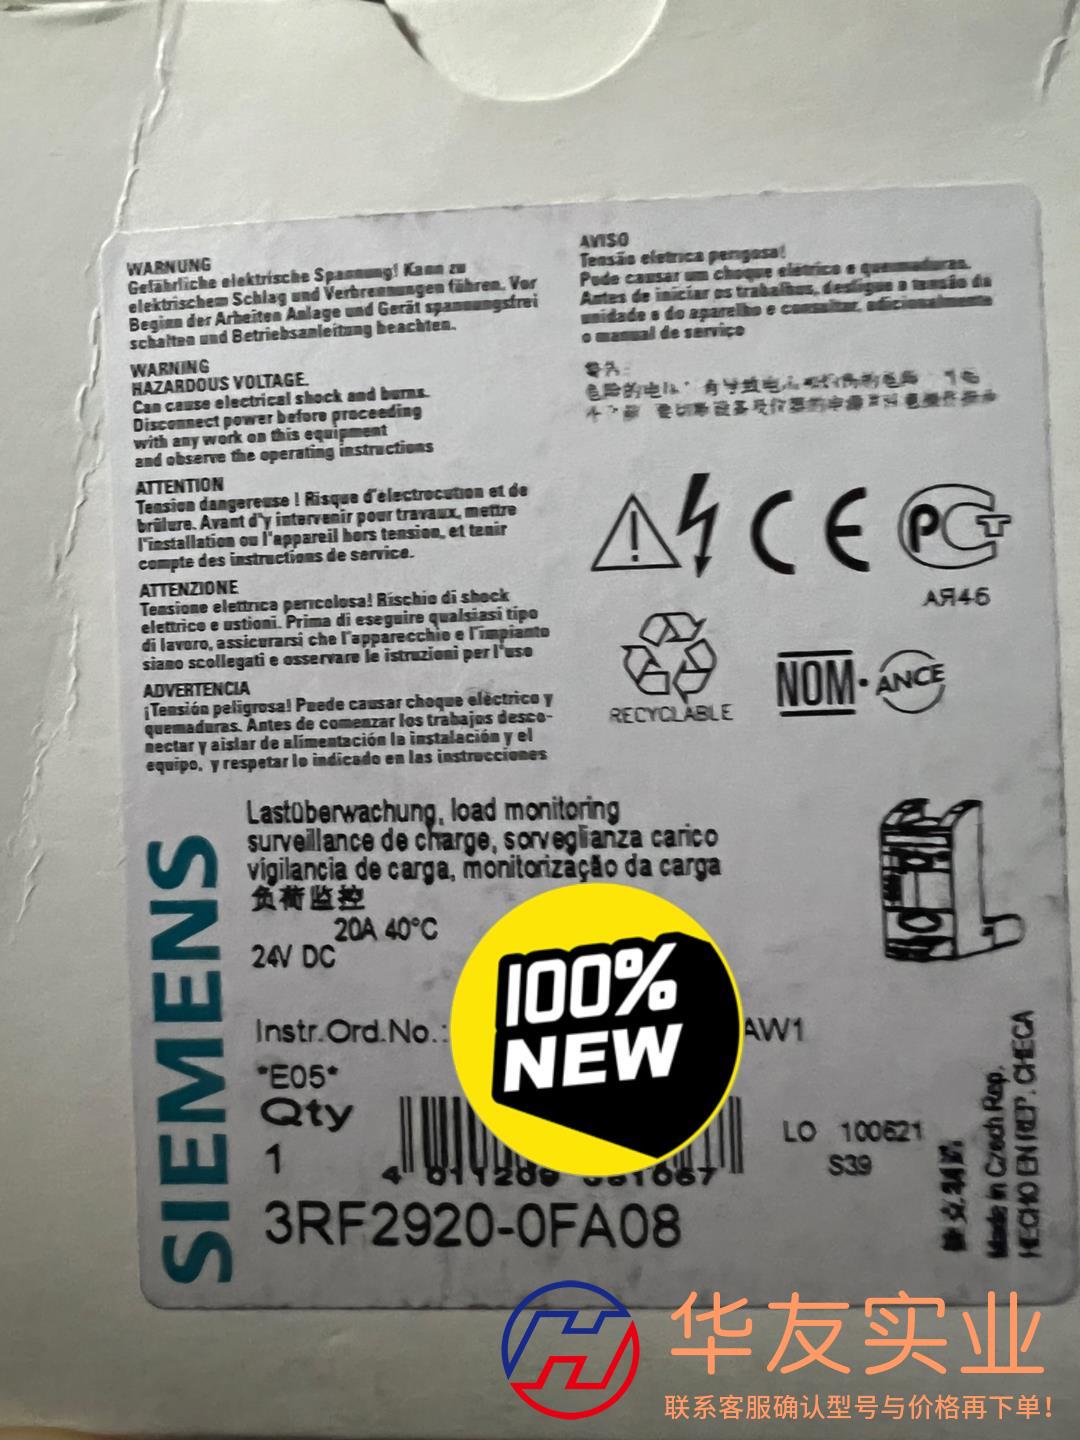 WARNUNG
Gefährliche elektrische Spannung! Kann zu
elektrischem Schlag und Verbrennungen führen. Vor
Beginn der Arbeiten Anlage und Gerät spannungsfrei
schalten und Betriebsanleitung beachten.
WARNING
HAZARDOUS VOLTAGE.
Can cause electrical shock and burns.
Disconnect power before proceeding
with any work on this equipment
and observe the operating instructions
ATTENTION
Tension dangereuse ! Risque d'électrocution et de
brûlure. Avant d'y intervenir pour travaux, mettre
l'installation ou l'appareil hors tension, et tenir
compte des instructions de service.
ATTENZIONE
Tensione elettrica pericolosa! Rischio di shock
elettrico e ustioni. Prima di eseguire qualsiasi tipo
di lavoro, assicurarsi che l'apparecchio e l'impianto
siano scollegati e osservare le istruzioni per l'uso
ADVERTENCIA
¡Tensión peligrosa! Puede causar choque eléctrico y
quemaduras. Antes de comenzar los trabajos desco-
nectar y aislar de alimentación la instalación y el
equipo, y respetar lo indicado en las instrucciones
AVISO
Tensão eletrica perigosa!
Pode causar um choque elétrico e queimaduras.
Antes de iniciar os trabalhos, desligue a tensão da
unidade e do aparelho e consultar, adicionalmente
o manual de serviço
CE
АЯ46
RECYCLABLE
NOM·ANCE
SIEMENS
Lastüberwachung, load monitoring
surveillance de charge, sorveglianza carico
vigilancia de carga, monitorização da carga
负荷监控
20A 40°C
24V DC
100%
NEW
Instr.Ord.No.: AW1
*E05*
Qty
1
LO 100621
S39
3RF2920-0FA08
Made in Czech Rep.
HECHO EN REP. CHECA
华友实业
联系客服确认型号与价格再下单!